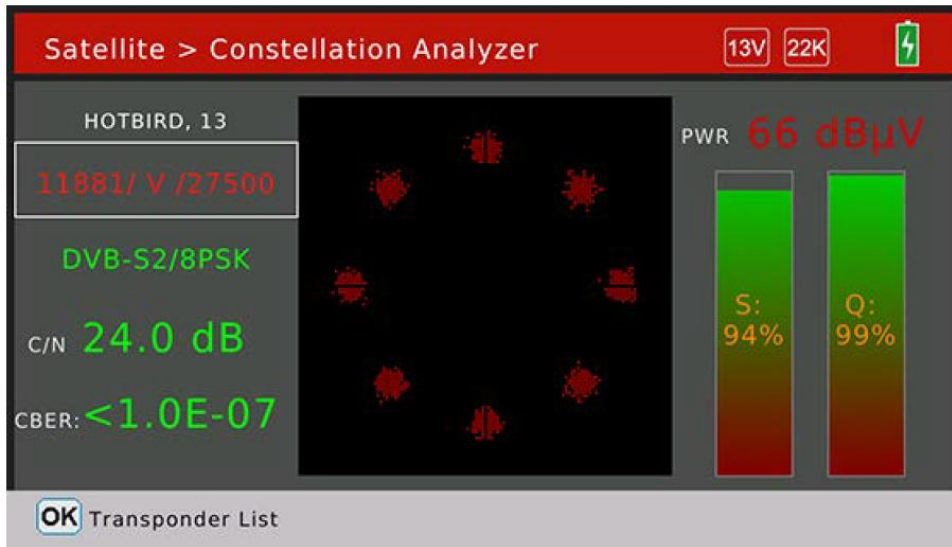 Satellite > Constellation Analyzer
13V 22K
HOTBIRD, 13
11881/ V /27500
DVB-S2/8PSK
C/N 24.0 dB
CBER:<1.0E-07
PWR 66 dBμV
S:
94%
Q:
99%
OK Transponder List